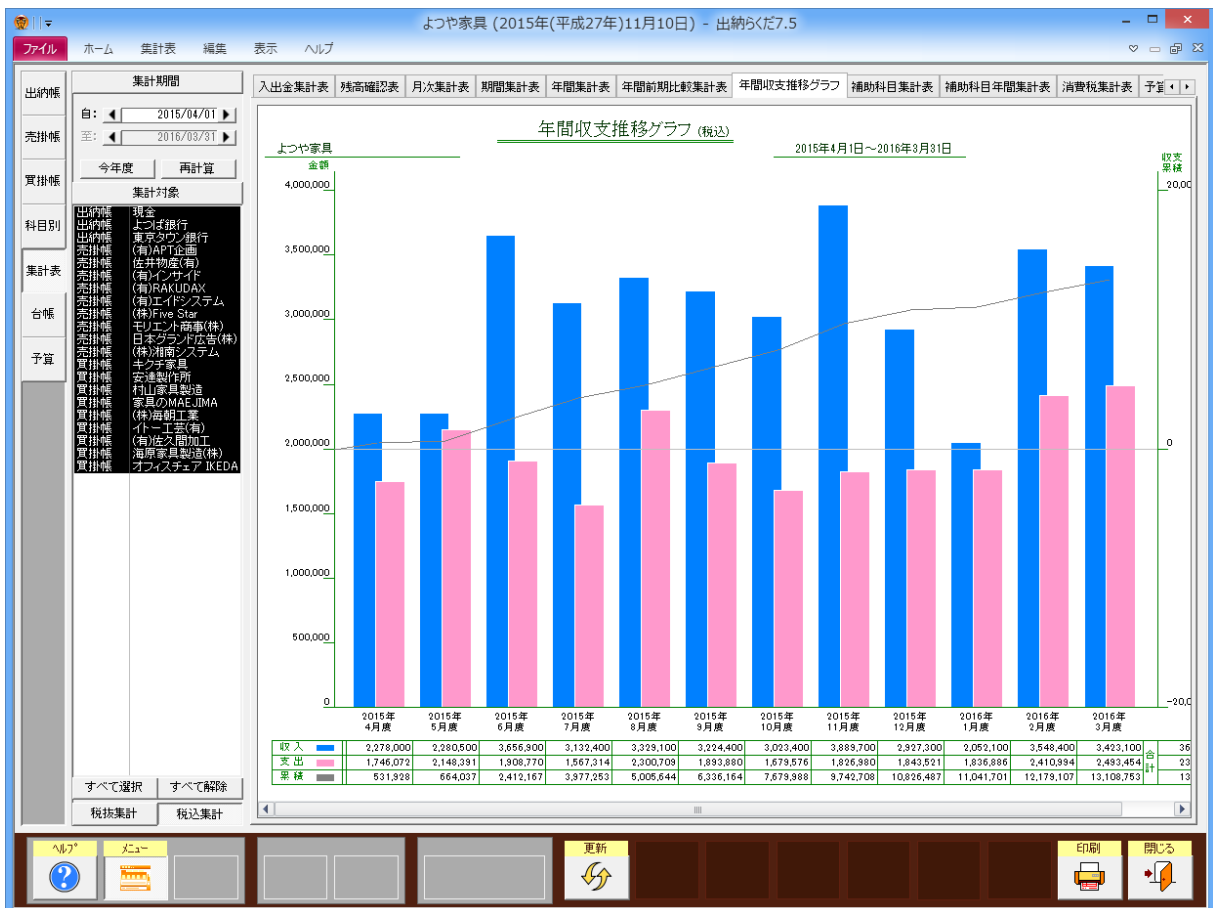 よつや家具 (2015年(平成27年)11月10日) - 出納らくだ7.5
ファイル ホーム 集計表 編集 表示 ヘルプ
出納帳
売掛帳
買掛帳
科目別
集計表
台帳
予算
集計期間
自: 2015/04/01
至: 2016/03/31
今年度 再計算
集計対象
出納帳 現金
出納帳 よつば銀行
出納帳 東京タウン銀行
売掛帳 (有)APT企画
売掛帳 佐井物産(有)
売掛帳 (有)インサイド
売掛帳 (有)RAKUDAX
売掛帳 (有)エイドシステム
売掛帳 (株)Five Star
売掛帳 モリエント商事(株)
売掛帳 日本グランド広告(株)
売掛帳 (株)湘南システム
買掛帳 キクチ家具
買掛帳 安達製作所
買掛帳 村山家具製造
買掛帳 家具のMAEJIMA
買掛帳 (株)毎朝工業
買掛帳 イトー工芸(有)
買掛帳 (有)佐久間加工
買掛帳 海原家具製造(株)
買掛帳 オフィスチェア IKEDA
すべて選択 すべて解除
税抜集計 税込集計
入出金集計表 残高確認表 月次集計表 期間集計表 年間集計表 年間前期比較集計表 年間収支推移グラフ 補助科目集計表 補助科目年間集計表 消費税集計表 予算
年間収支推移グラフ (税込)
よつや家具 2015年4月1日～2016年3月31日
金額
収支
累積
4,000,000
3,500,000
3,000,000
2,500,000
2,000,000
1,500,000
1,000,000
500,000
0
20,00
0
-20,0
2015年 2015年 2015年 2015年 2015年 2015年 2015年 2015年 2015年 2016年 2016年 2016年
4月度 5月度 6月度 7月度 8月度 9月度 10月度 11月度 12月度 1月度 2月度 3月度
収入 2,278,000 2,280,500 3,656,900 3,132,400 3,329,100 3,224,400 3,023,400 3,889,700 2,927,300 2,052,100 3,548,400 3,423,100 合計 36
支出 1,746,072 2,148,391 1,908,770 1,567,314 2,300,709 1,893,880 1,679,576 1,826,980 1,843,521 1,836,886 2,410,994 2,493,454 23
累積 531,928 664,037 2,412,167 3,977,253 5,005,644 6,336,164 7,679,988 9,742,708 10,826,487 11,041,701 12,179,107 13,108,753 13
ヘルプ メニュー 更新 印刷 閉じる